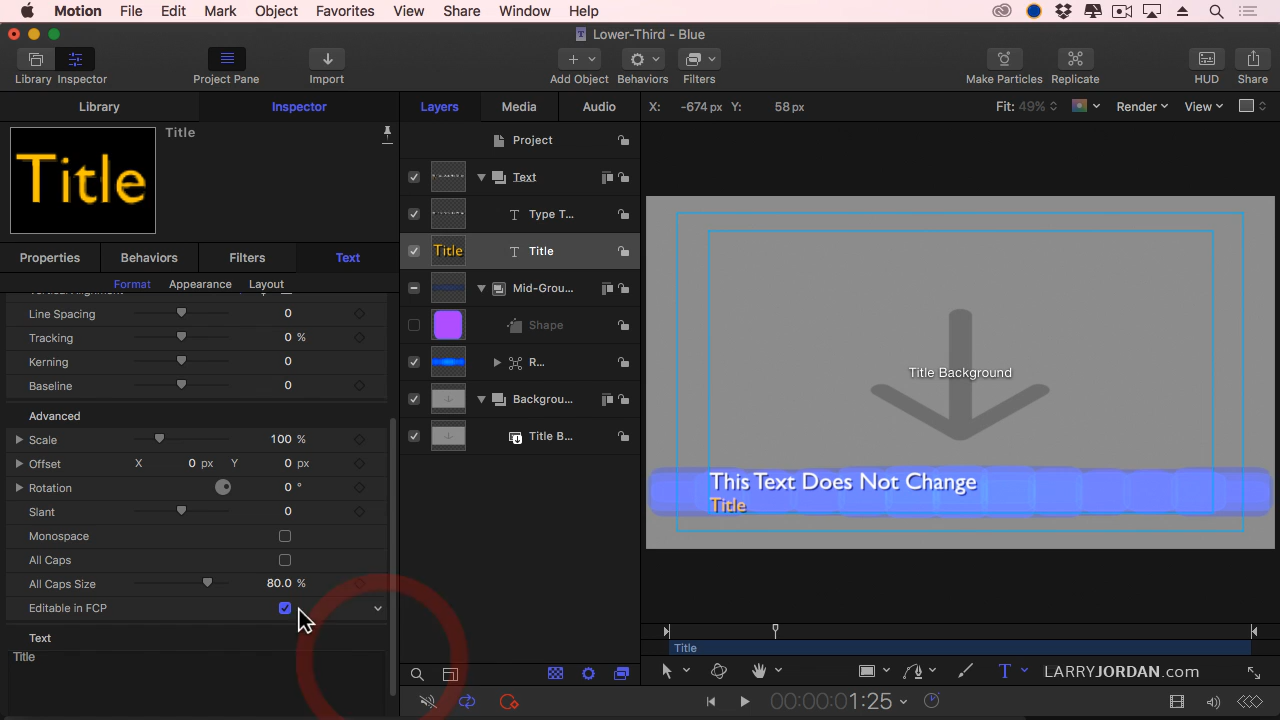 Motion File Edit Mark Object Favorites View Share Window Help
Lower-Third - Blue
Library Inspector Project Pane Import Add Object Behaviors Filters Make Particles Replicate HUD Share
Library Inspector Layers Media Audio X: -674 px Y: 58 px Fit: 49% Render View
Title
Title
Project
Text
Type T...
Title
Title
Mid-Grou...
Shape
R...
Backgrou...
Title B...
Properties Behaviors Filters Text
Format Appearance Layout
Line Spacing 0
Tracking 0 %
Kerning 0
Baseline 0
Advanced
Scale 100 %
Offset X 0 px Y 0 px
Rotation 0 °
Slant 0
Monospace
All Caps
All Caps Size 80.0 %
Editable in FCP
Text
Title
Title Background
This Text Does Not Change
Title
Title
T LARRYJORDAN.com
00:00:01:25